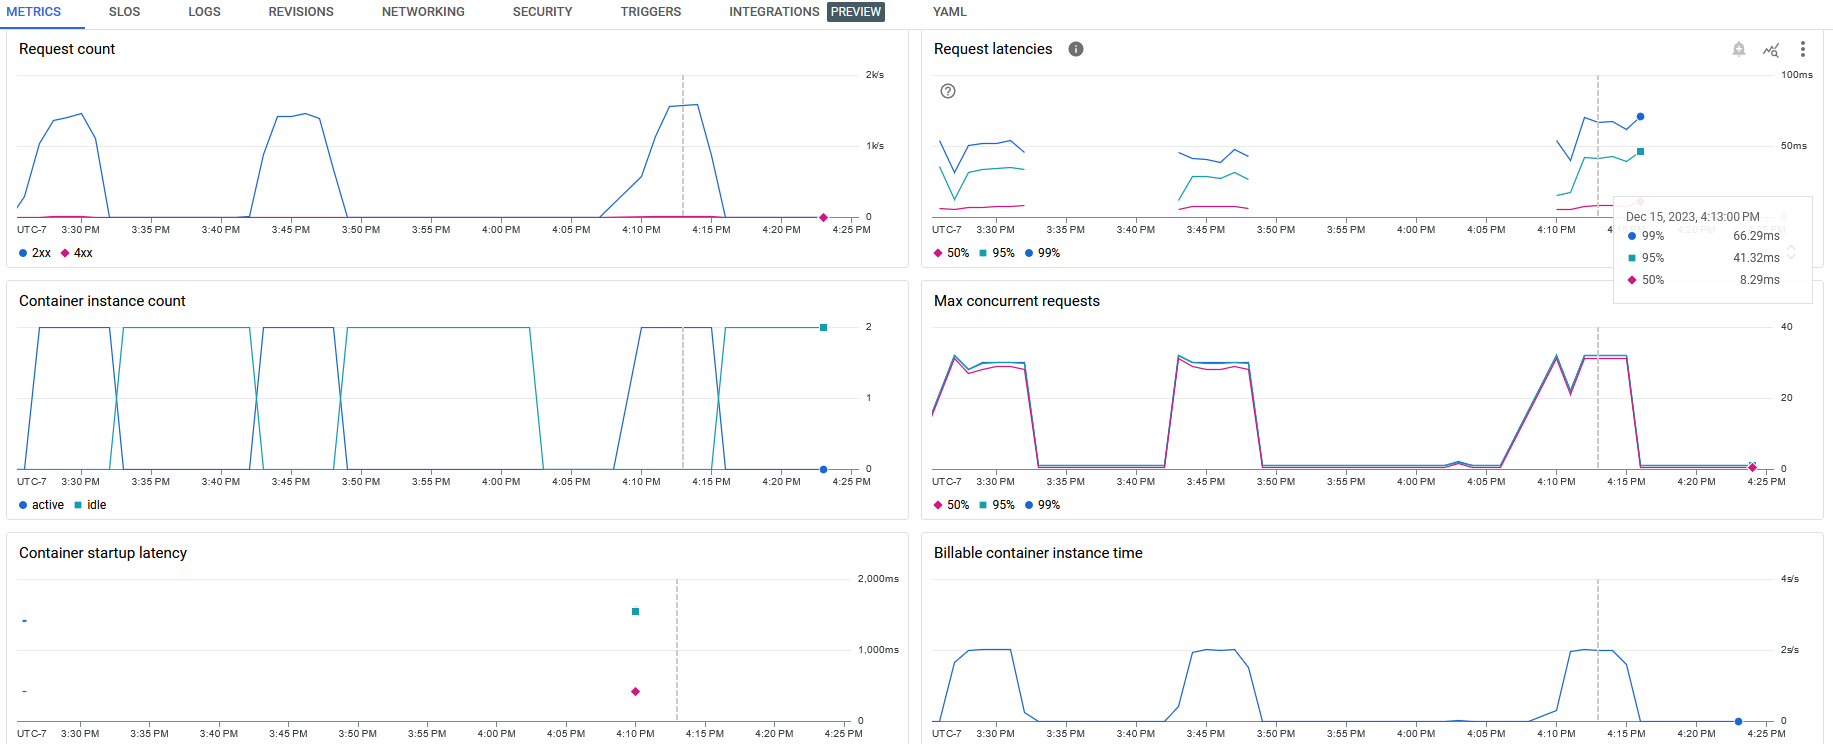 METRICS SLOS LOGS REVISIONS NETWORKING SECURITY TRIGGERS INTEGRATIONS PREVIEW YAML
Request count
2k/s
1k/s
0
UTC-7 3:30 PM 3:35 PM 3:40 PM 3:45 PM 3:50 PM 3:55 PM 4:00 PM 4:05 PM 4:10 PM 4:15 PM 4:20 PM 4:25 PM
2xx 4xx
Request latencies
100ms
50ms
0
UTC-7 3:30 PM 3:35 PM 3:40 PM 3:45 PM 3:50 PM 3:55 PM 4:00 PM 4:05 PM 4:10 PM 4:15 PM 4:20 PM
50% 95% 99%
Dec 15, 2023, 4:13:00 PM
99% 66.29ms
95% 41.32ms
50% 8.29ms
Container instance count
2
1
0
UTC-7 3:30 PM 3:35 PM 3:40 PM 3:45 PM 3:50 PM 3:55 PM 4:00 PM 4:05 PM 4:10 PM 4:15 PM 4:20 PM 4:25 PM
active idle
Max concurrent requests
40
20
0
UTC-7 3:30 PM 3:35 PM 3:40 PM 3:45 PM 3:50 PM 3:55 PM 4:00 PM 4:05 PM 4:10 PM 4:15 PM 4:20 PM 4:25 PM
50% 95% 99%
Container startup latency
2,000ms
1,000ms
0
UTC-7 3:30 PM 3:35 PM 3:40 PM 3:45 PM 3:50 PM 3:55 PM 4:00 PM 4:05 PM 4:10 PM 4:15 PM 4:20 PM 4:25 PM
Billable container instance time
4s/s
2s/s
0
UTC-7 3:30 PM 3:35 PM 3:40 PM 3:45 PM 3:50 PM 3:55 PM 4:00 PM 4:05 PM 4:10 PM 4:15 PM 4:20 PM 4:25 PM